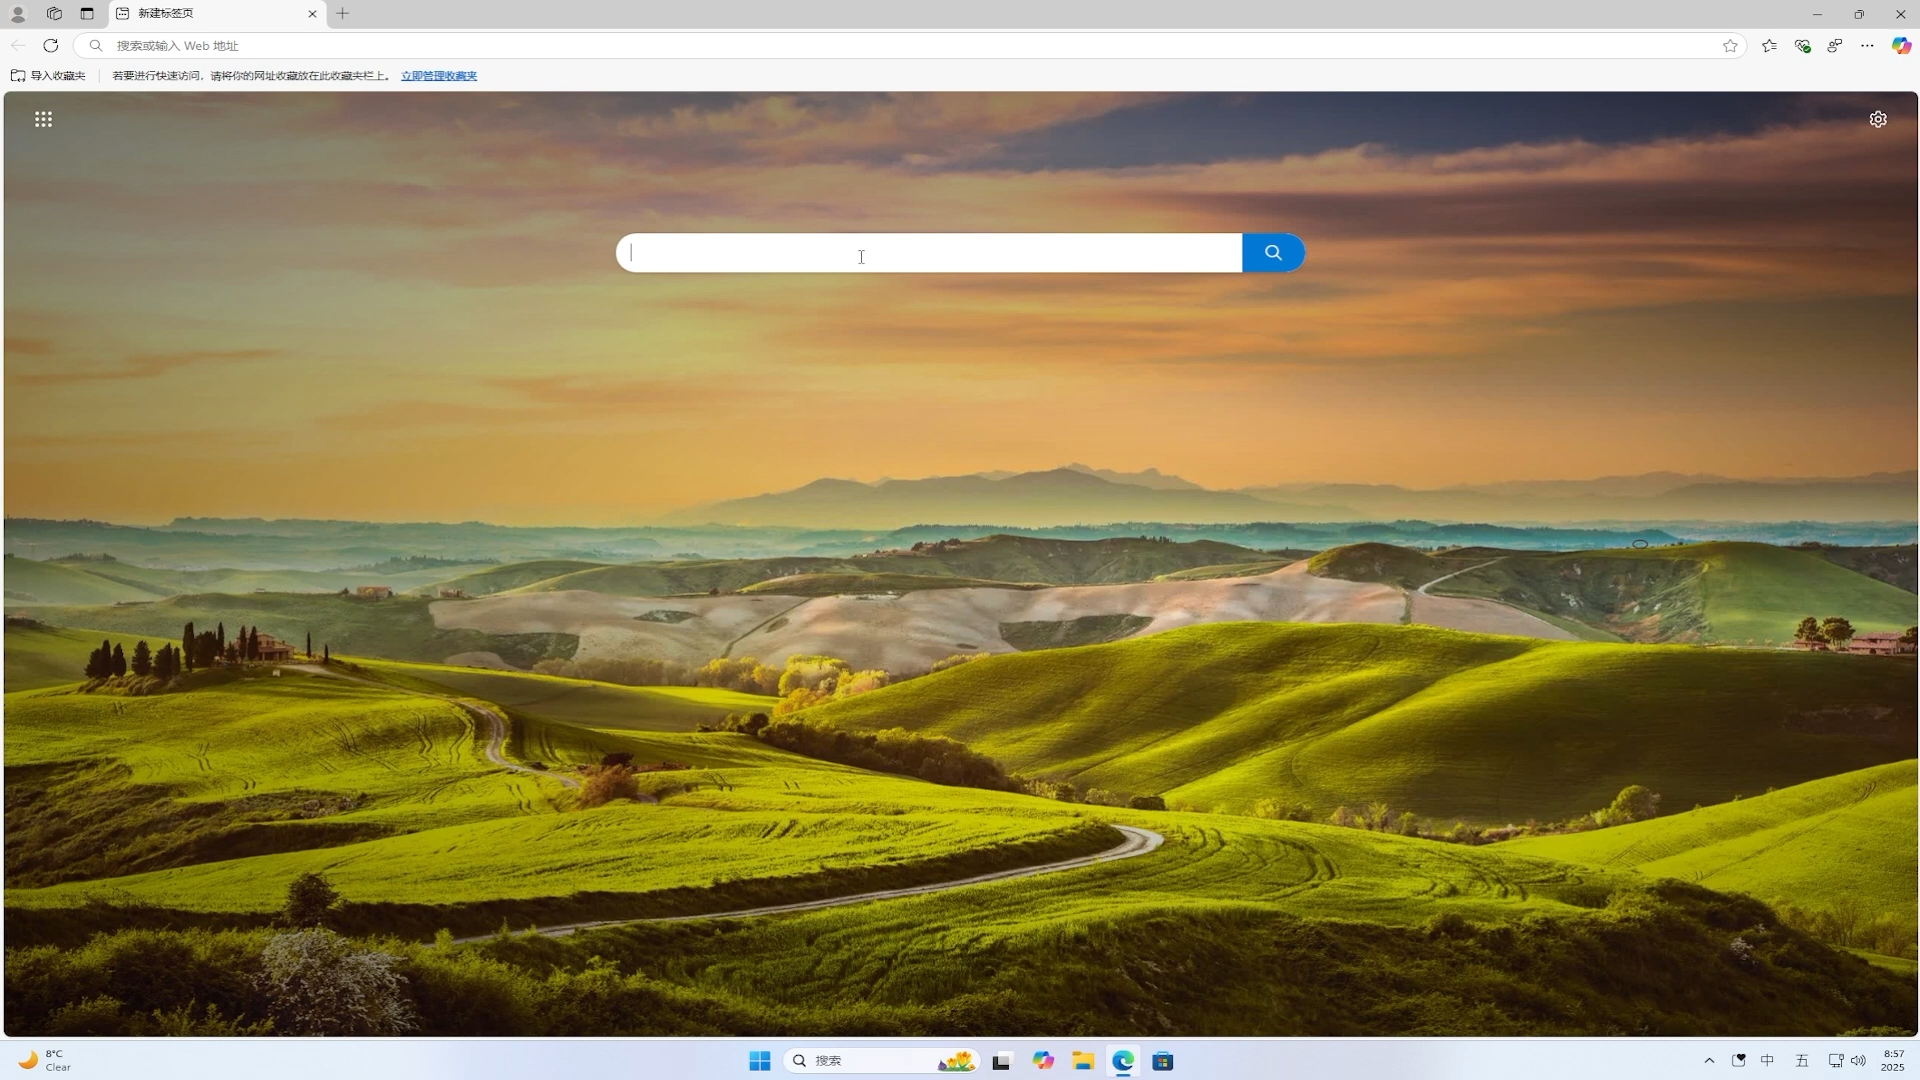 新建标签页
搜索或输入 Web 地址
导入收藏夹
若要进行快速访问，请将你的网址收藏放在此收藏夹栏上。 立即管理收藏夹
8°C
Clear
搜索
中
五
8:57
2025